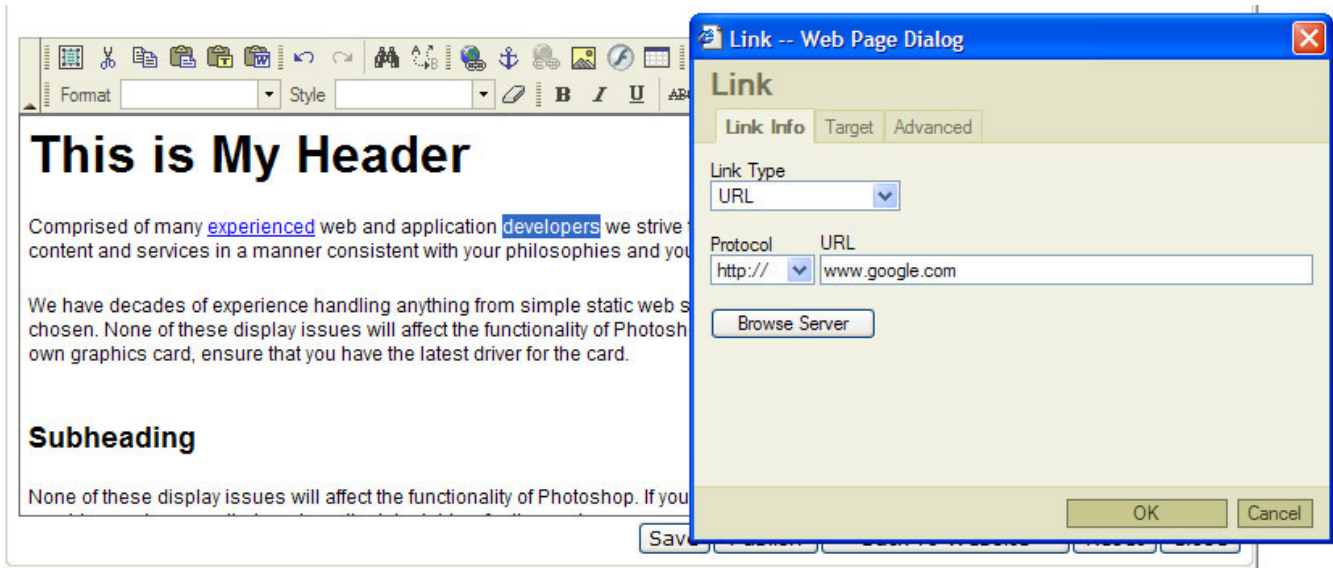 Link -- Web Page Dialog
Link
Link Info Target Advanced
Link Type
URL
Protocol URL
http:// www.google.com
Browse Server
OK Cancel
Format Style B I U
This is My Header
Comprised of many experienced web and application developers we strive
content and services in a manner consistent with your philosophies and
We have decades of experience handling anything from simple static web
chosen. None of these display issues will affect the functionality of
own graphics card, ensure that you have the latest driver for the card.
Subheading
None of these display issues will affect the functionality of Photoshop. If you